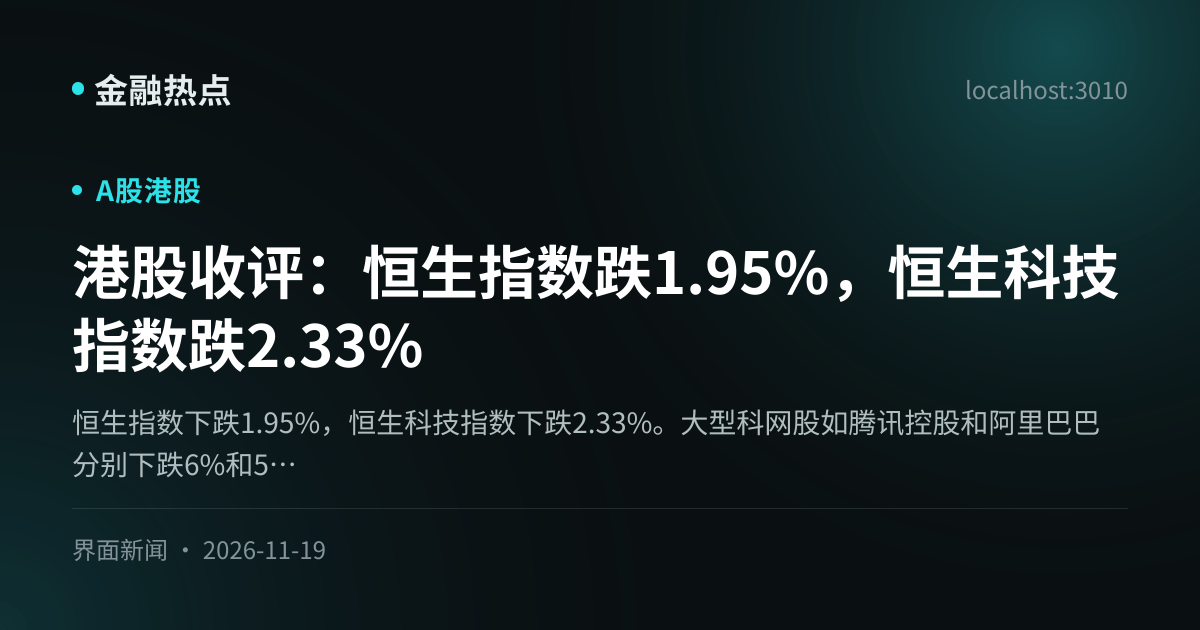 金融热点
localhost:3010
A股港股
港股收评：恒生指数跌1.95%，恒生科技
指数跌2.33%
恒生指数下跌1.95%，恒生科技指数下跌2.33%。大型科网股如腾讯控股和阿里巴巴
分别下跌6%和5…
界面新闻 • 2026-11-19